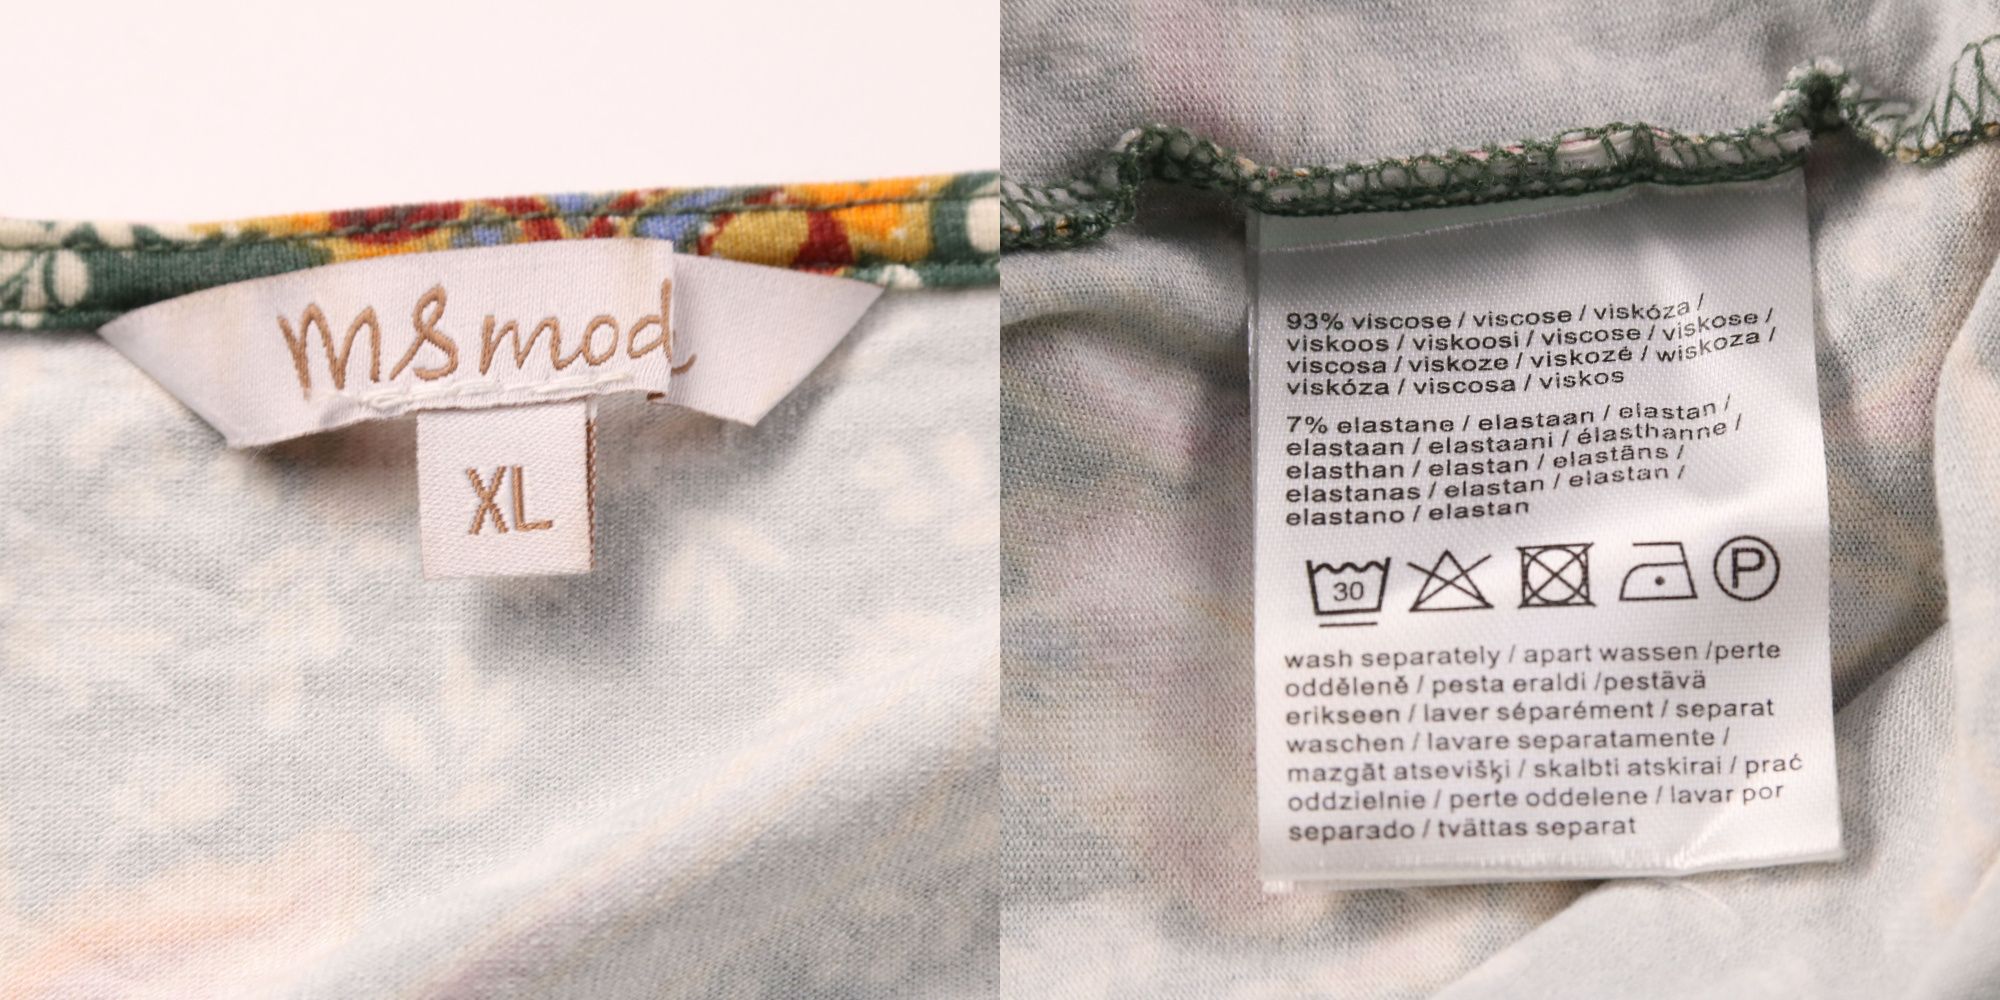 MSmod
XL
93% viscose / viscose / viskóza /
viskoos / viskoosi / viscose / viskose /
viscosa / viskoze / viskozė / wiskoza /
viskóza / viscosa / viskos
7% elastane / elastaan / elastan /
elastaan / elastaani / élasthanne /
elasthan / elastan / elastāns /
elastanas / elastan / elastan /
elastano / elastan
30
P
wash separately / apart wassen /perte
odděleně / pesta eraldi /pestävä
erikseen / laver séparément / separat
waschen / lavare separatamente /
mazgāt atsevišķi / skalbti atskirai / prać
oddzielnie / perte oddelene / lavar por
separado / tvättas separat